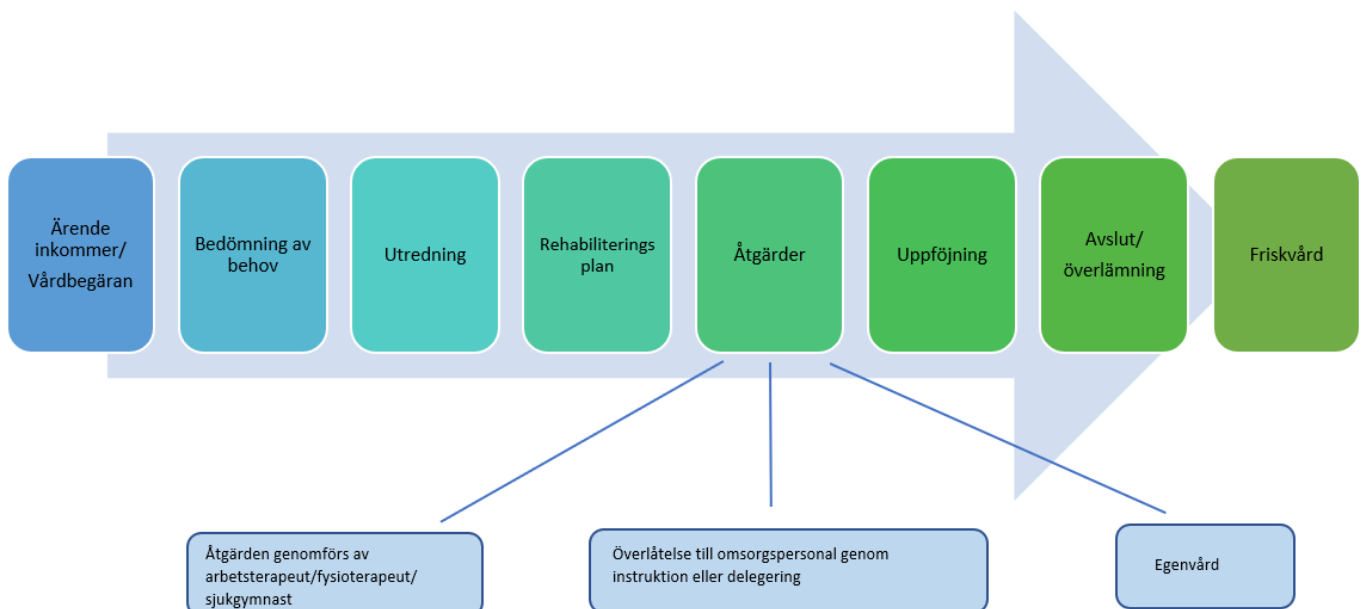 Ärende
inkommer/
Vårdbegäran
Bedömning av
behov
Utredning
Rehabiliterings
plan
Åtgärder
Uppföjning
Avslut/
överlämning
Friskvård
Åtgärden genomförs av
arbetsterapeut/fysioterapeut/
sjukgymnast
Överlåtelse till omsorgspersonal genom
instruktion eller delegering
Egenvård